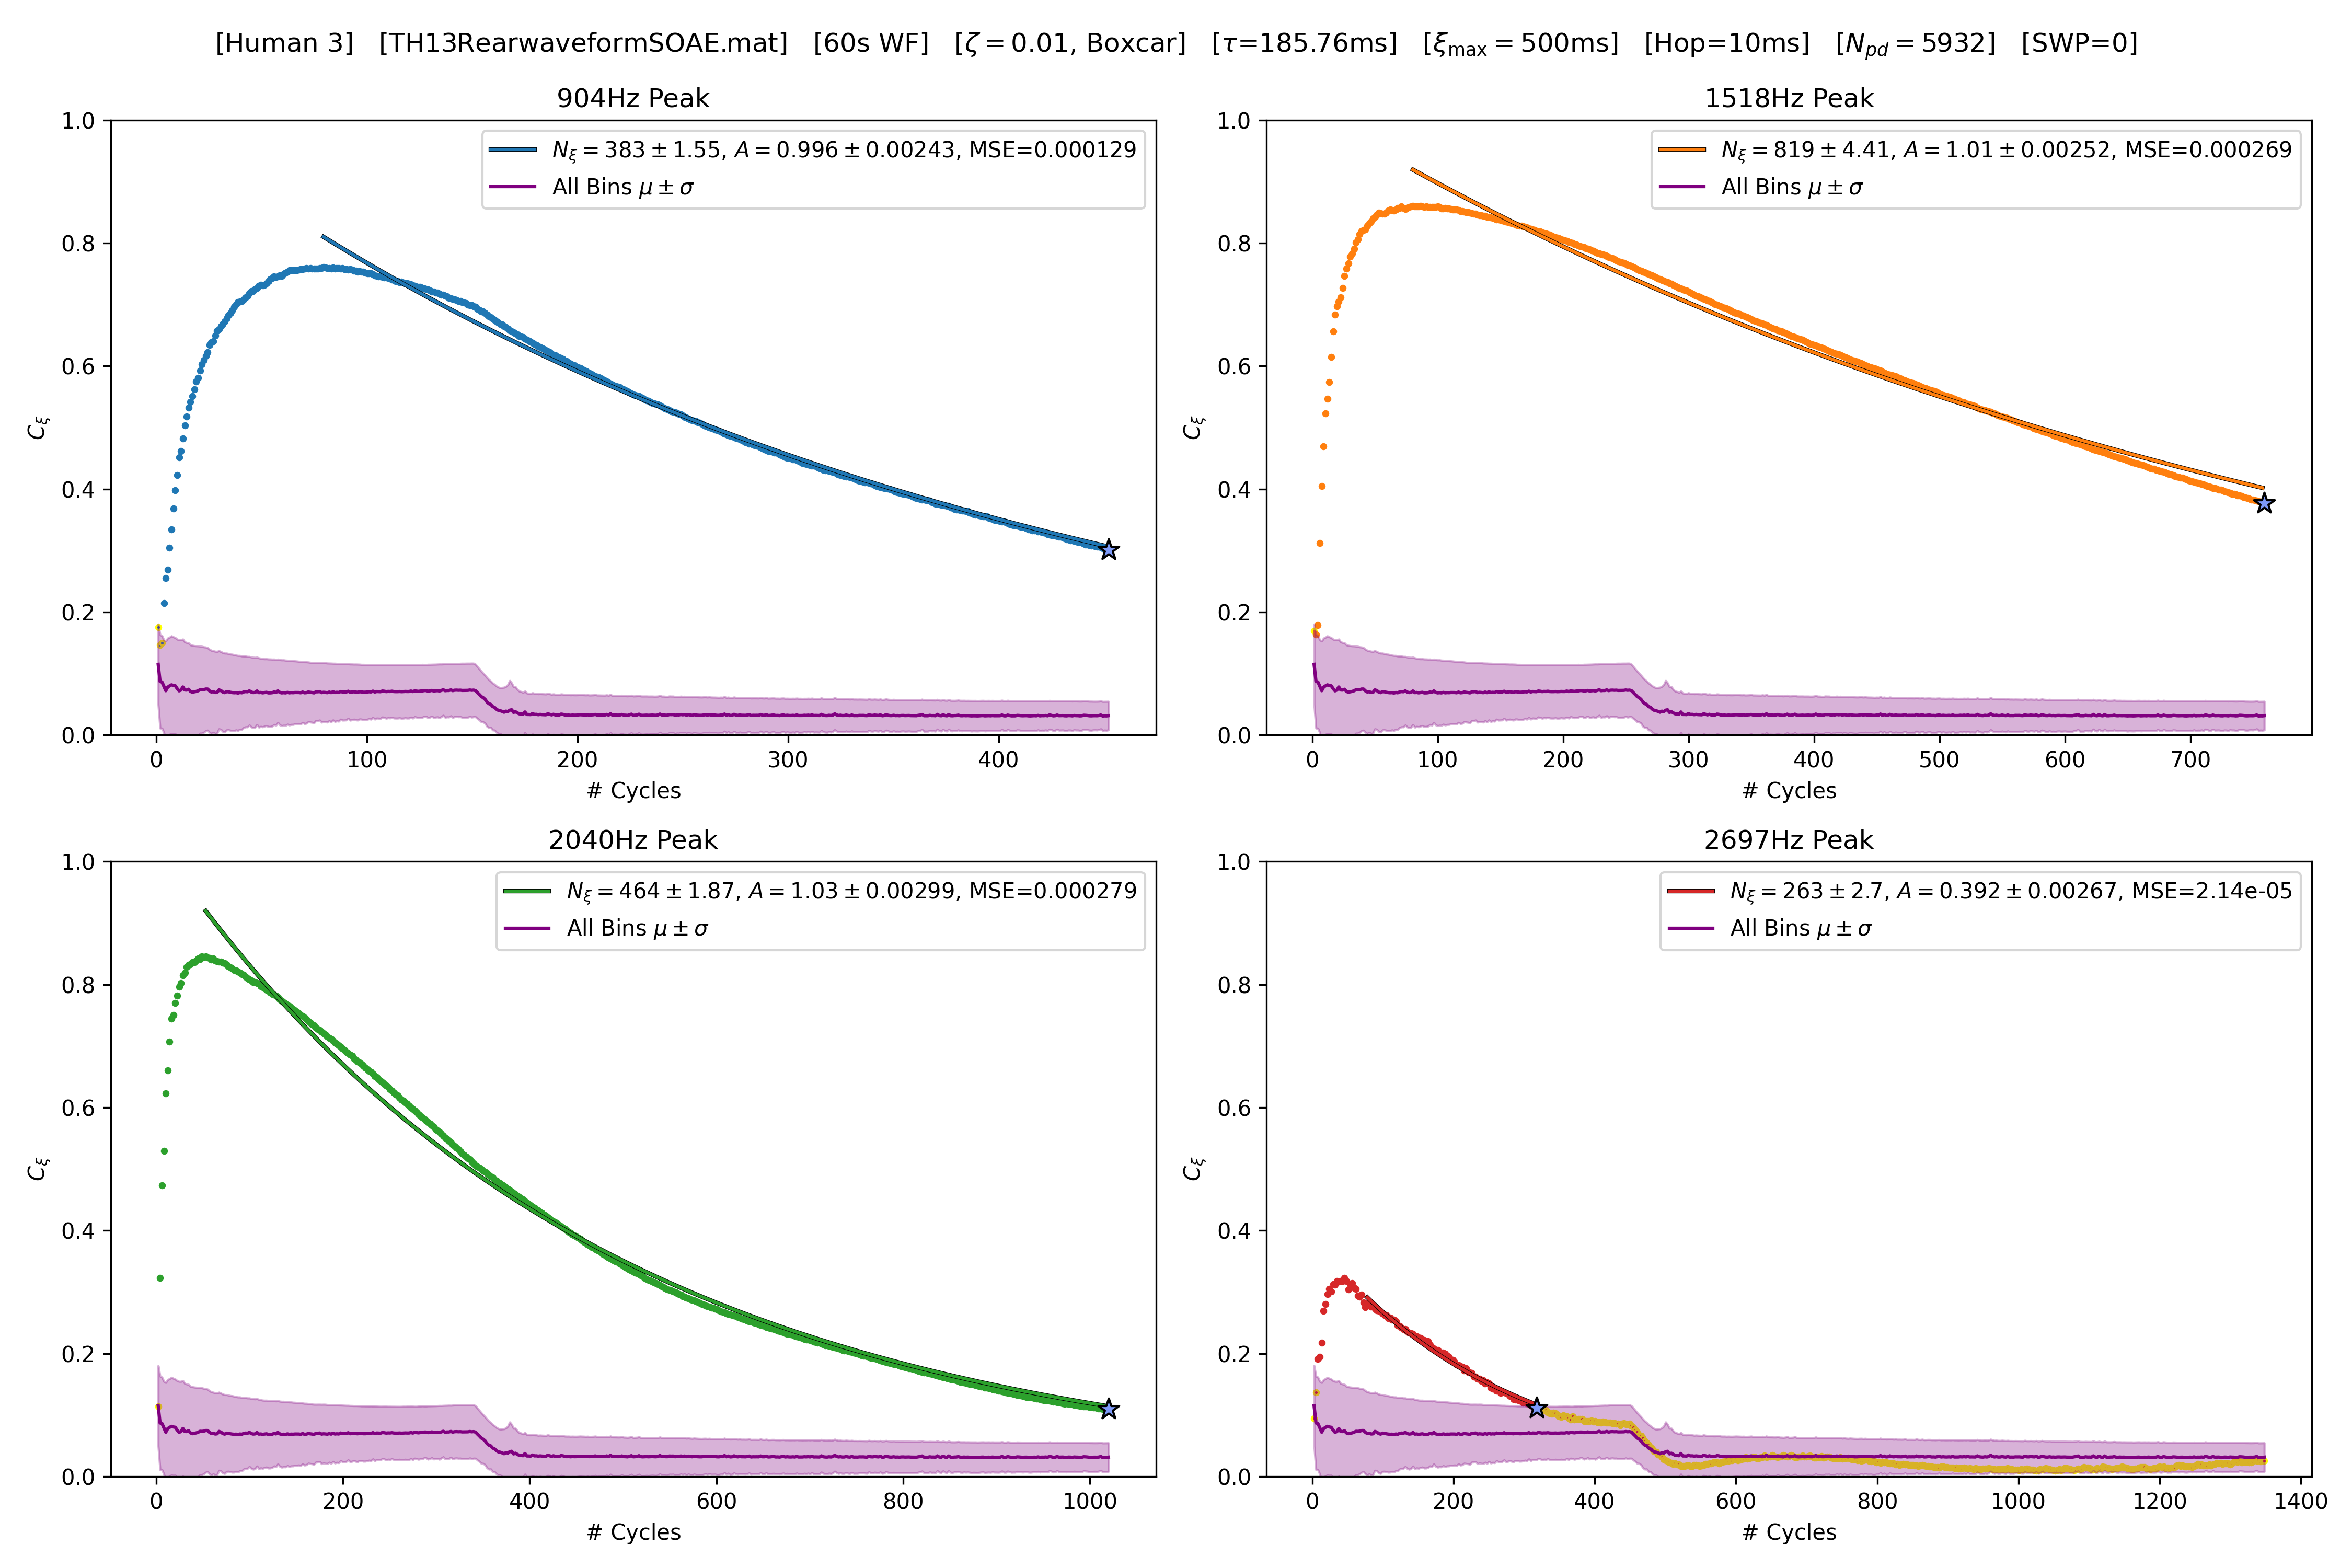 [Human 3]   [TH13RearwaveformSOAE.mat]   [60s WF]   [ζ = 0.01, Boxcar]   [τ=185.76ms]   [ξmax = 500ms]   [Hop=10ms]   [Npd = 5932]   [SWP=0]
904Hz Peak
Nξ = 383 ± 1.55, A = 0.996 ± 0.00243, MSE=0.000129
All Bins μ ± σ
Cξ
1.0
0.8
0.6
0.4
0.2
0.0
0 100 200 300 400
# Cycles
1518Hz Peak
Nξ = 819 ± 4.41, A = 1.01 ± 0.00252, MSE=0.000269
All Bins μ ± σ
Cξ
1.0
0.8
0.6
0.4
0.2
0.0
0 100 200 300 400 500 600 700
# Cycles
2040Hz Peak
Nξ = 464 ± 1.87, A = 1.03 ± 0.00299, MSE=0.000279
All Bins μ ± σ
Cξ
1.0
0.8
0.6
0.4
0.2
0.0
0 200 400 600 800 1000
# Cycles
2697Hz Peak
Nξ = 263 ± 2.7, A = 0.392 ± 0.00267, MSE=2.14e-05
All Bins μ ± σ
Cξ
1.0
0.8
0.6
0.4
0.2
0.0
0 200 400 600 800 1000 1200 1400
# Cycles